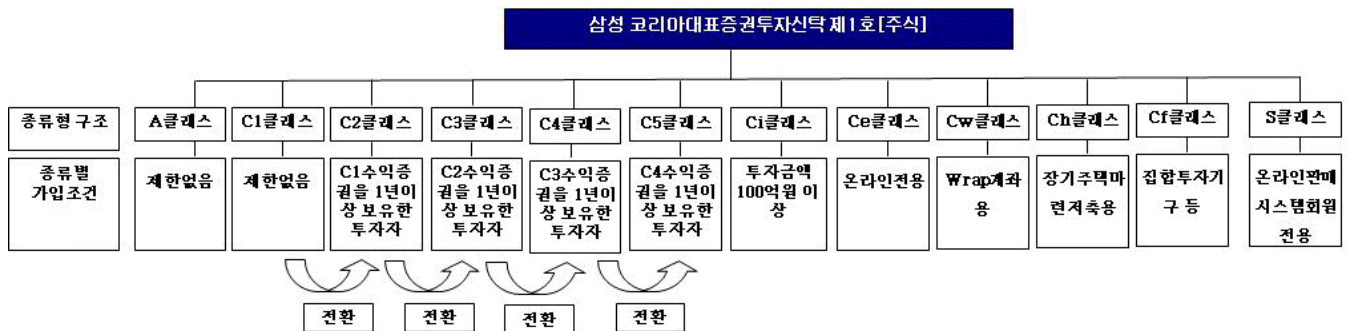 삼성 코리아대표증권투자신탁 제1호[주식]
종류형 구조
A클래스
C1클래스
C2클래스
C3클래스
C4클래스
C5클래스
Ci클래스
Ce클래스
Cw클래스
Ch클래스
Cf클래스
S클래스
종류별
가입조건
제한없음
제한없음
C1수익증
권을 1년이
상 보유한
투자자
C2수익증
권을 1년이
상 보유한
투자자
C3수익증
권을 1년이
상 보유한
투자자
C4수익증
권을 1년이
상 보유한
투자자
투자금액
100억원 이
상
온라인전용
Wrap계좌
용
장기주택마
련저축용
집합투자기
구 등
온라인판매
시스템회원
전용
전환
전환
전환
전환